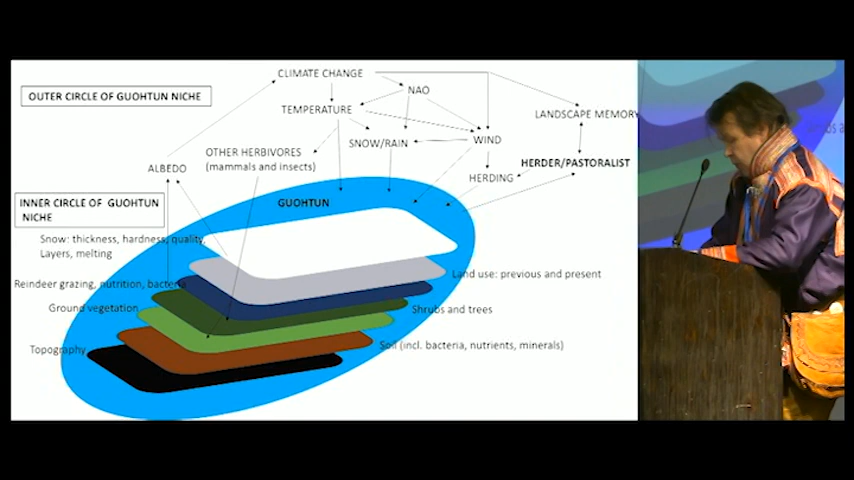 CLIMATE CHANGE
OUTER CIRCLE OF GUOHTUN NICHE
NAO
TEMPERATURE
LANDSCAPE MEMORY
SNOW/RAIN
WIND
OTHER HERBIVORES
(mammals and insects)
ALBEDO
HERDER/PASTORALIST
HERDING
INNER CIRCLE OF GUOHTUN
NICHE
GUOHTUN
Snow: thickness, hardness, quality,
Layers, melting
Land use: previous and present
Reindeer grazing, nutrition, bacteria
Ground vegetation
Shrubs and trees
Topography
Soil (incl. bacteria, nutrients, minerals)